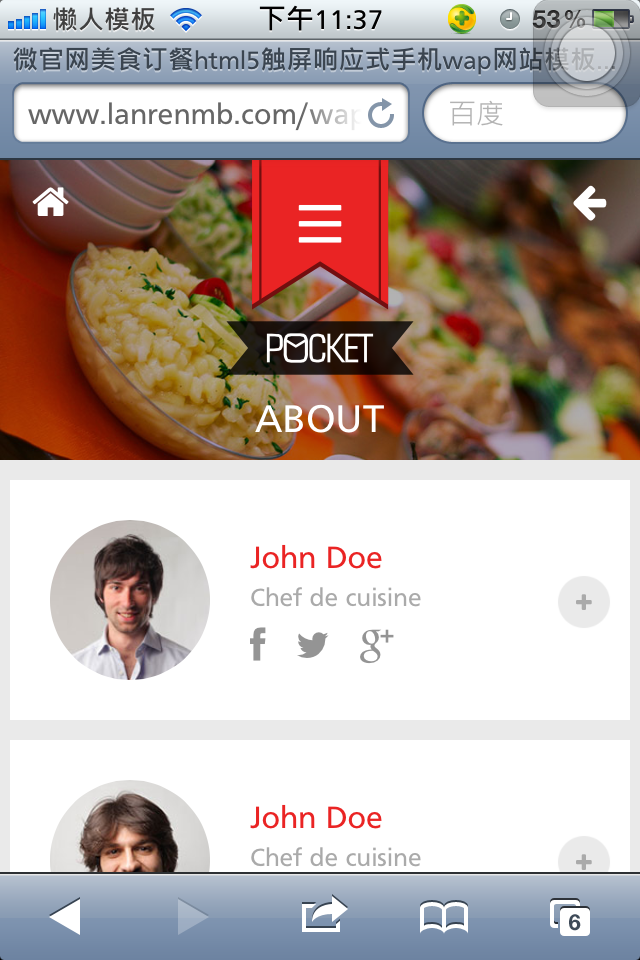 懒人模板 下午11:37 53%
微官网美食订餐html5触屏响应式手机wap网站模板...
www.lanrenmb.com/wap 百度
POCKET
ABOUT
John Doe
Chef de cuisine
f g+
John Doe
Chef de cuisine
6